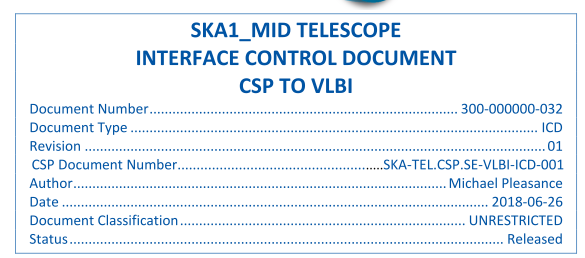 SKA1_MID TELESCOPE
INTERFACE CONTROL DOCUMENT
CSP TO VLBI
Document Number................................................................................ 300-000000-032
Document Type ......................................................................................................... ICD
Revision ....................................................................................................................... 01
CSP Document Number.....................................................SKA-TEL.CSP.SE-VLBI-ICD-001
Author................................................................................................. Michael Pleasance
Date ............................................................................................................... 2018-06-26
Document Classification.......................................................................... UNRESTRICTED
Status................................................................................................................ Released